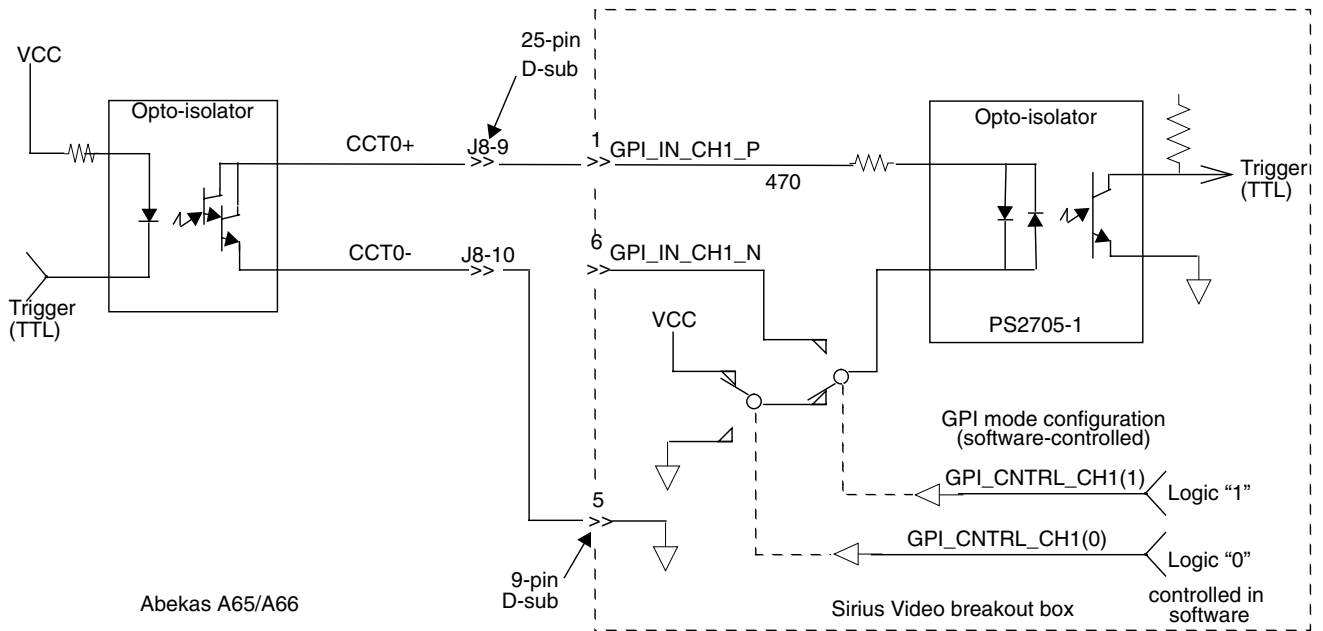 25-pin
D-sub
VCC
Opto-isolator
Opto-isolator
CCT0+
J8-9
1
GPI_IN_CH1_P
470
Trigger
(TTL)
CCT0-
J8-10
6
GPI_IN_CH1_N
Trigger
(TTL)
VCC
PS2705-1
GPI mode configuration
(software-controlled)
GPI_CNTRL_CH1(1)
Logic “1”
5
GPI_CNTRL_CH1(0)
Logic “0”
9-pin
D-sub
Abekas A65/A66
Sirius Video breakout box
controlled in
software